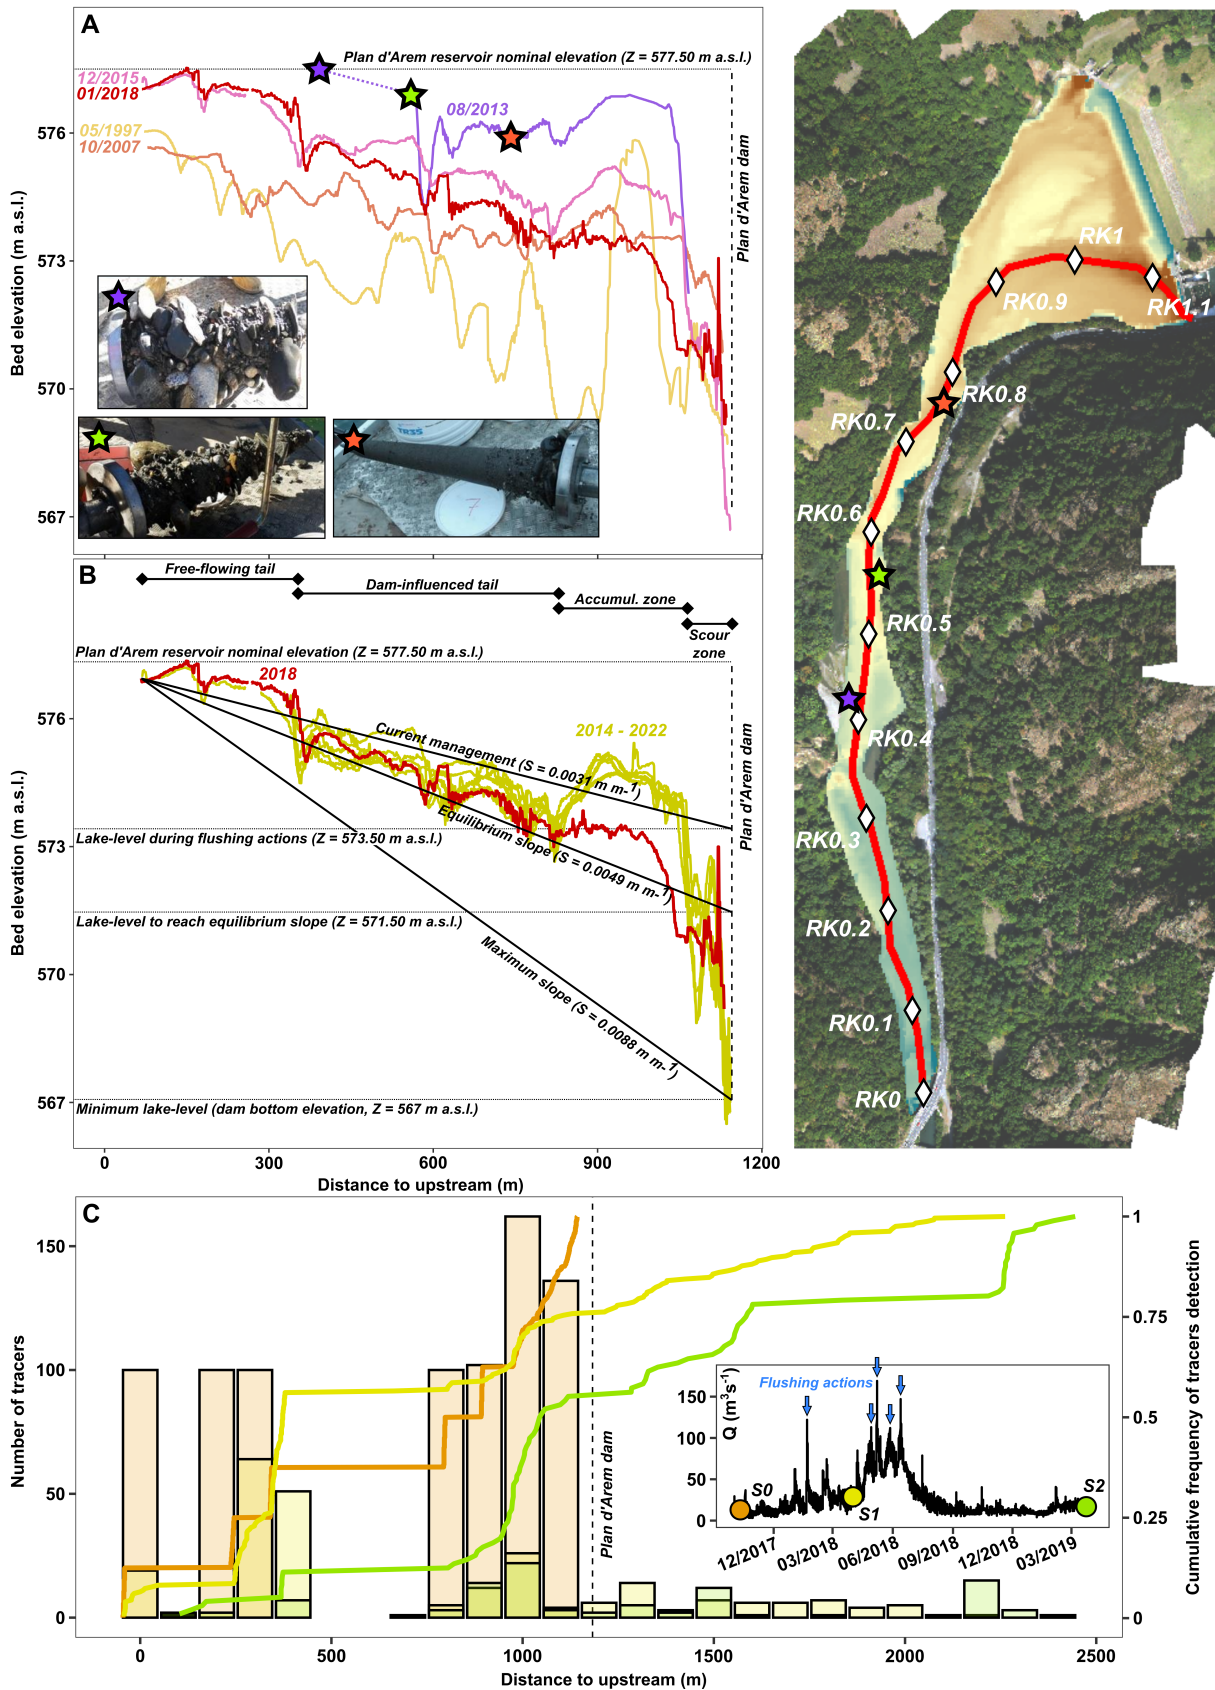 A
Plan d'Arem reservoir nominal elevation (Z = 577.50 m a.s.l.)
12/2015
01/2018
08/2013
05/1997
10/2007
576
573
570
567
Bed elevation (m a.s.l.)
Plan d'Arem dam
TR35
7
B
Free-flowing tail
Dam-influenced tail
Accumul. zone
Scour
zone
Plan d'Arem reservoir nominal elevation (Z = 577.50 m a.s.l.)
2018
2014 - 2022
Current management (S = 0.0031 m m-1)
Equilibrium slope (S = 0.0049 m m-1)
Maximum slope (S = 0.0088 m m-1)
Lake-level during flushing actions (Z = 573.50 m a.s.l.)
Lake-level to reach equilibrium slope (Z = 571.50 m a.s.l.)
Minimum lake-level (dam bottom elevation, Z = 567 m a.s.l.)
Plan d'Arem dam
576
573
570
567
Bed elevation (m a.s.l.)
0 300 600 900 1200
Distance to upstream (m)
RK1
RK0.9
RK1.1
RK0.8
RK0.7
RK0.6
RK0.5
RK0.4
RK0.3
RK0.2
RK0.1
RK0
C
150
100
50
0
Number of tracers
1
0.75
0.5
0.25
0
Cumulative frequency of tracers detection
Plan d'Arem dam
Flushing actions
Q (m3s-1)
150
100
50
0
S0
S1
S2
12/2017 03/2018 06/2018 09/2018 12/2018 03/2019
0 500 1000 1500 2000 2500
Distance to upstream (m)